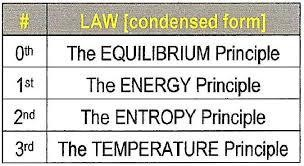 # LAW [condensed form]
0th The EQUILIBRIUM Principle
1st The ENERGY Principle
2nd The ENTROPY Principle
3rd The TEMPERATURE Principle